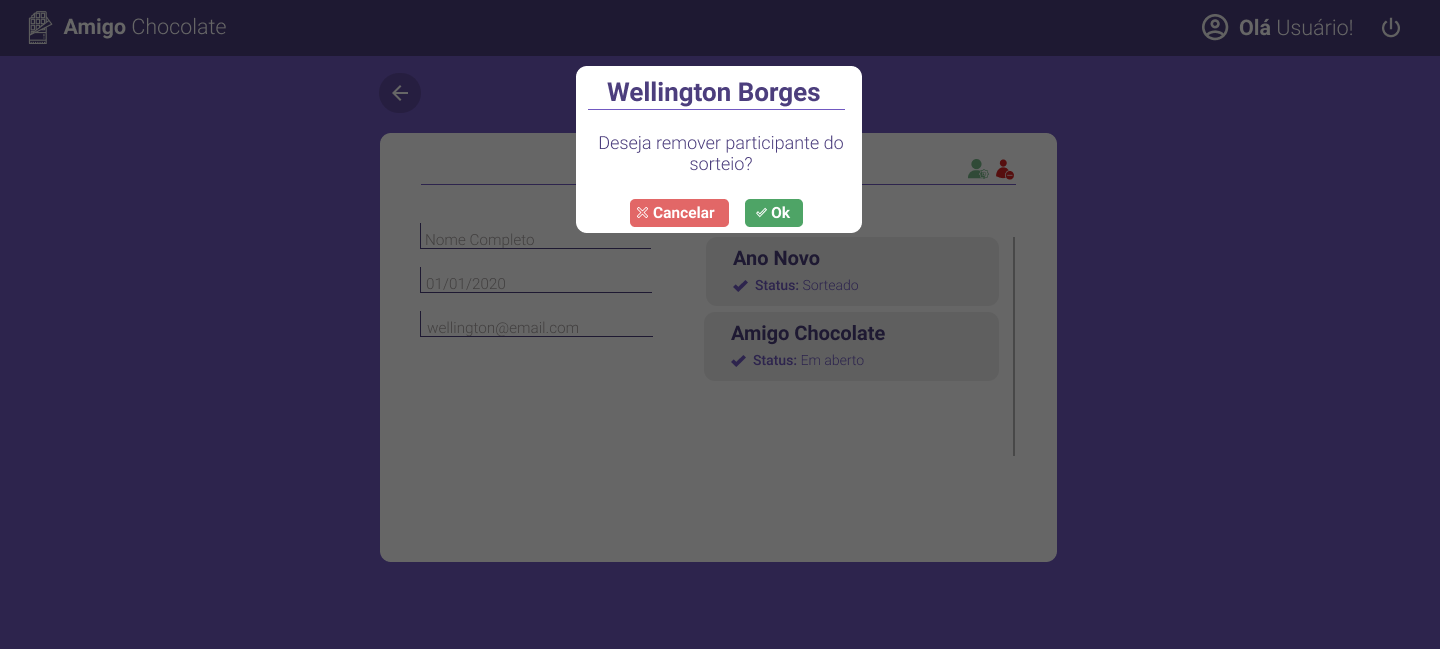 Amigo Chocolate
Olá Usuário!
Wellington Borges
Deseja remover participante do
sorteio?
Cancelar
Ok
Nome Completo
01/01/2020
wellington@email.com
Ano Novo
Status: Sorteado
Amigo Chocolate
Status: Em aberto